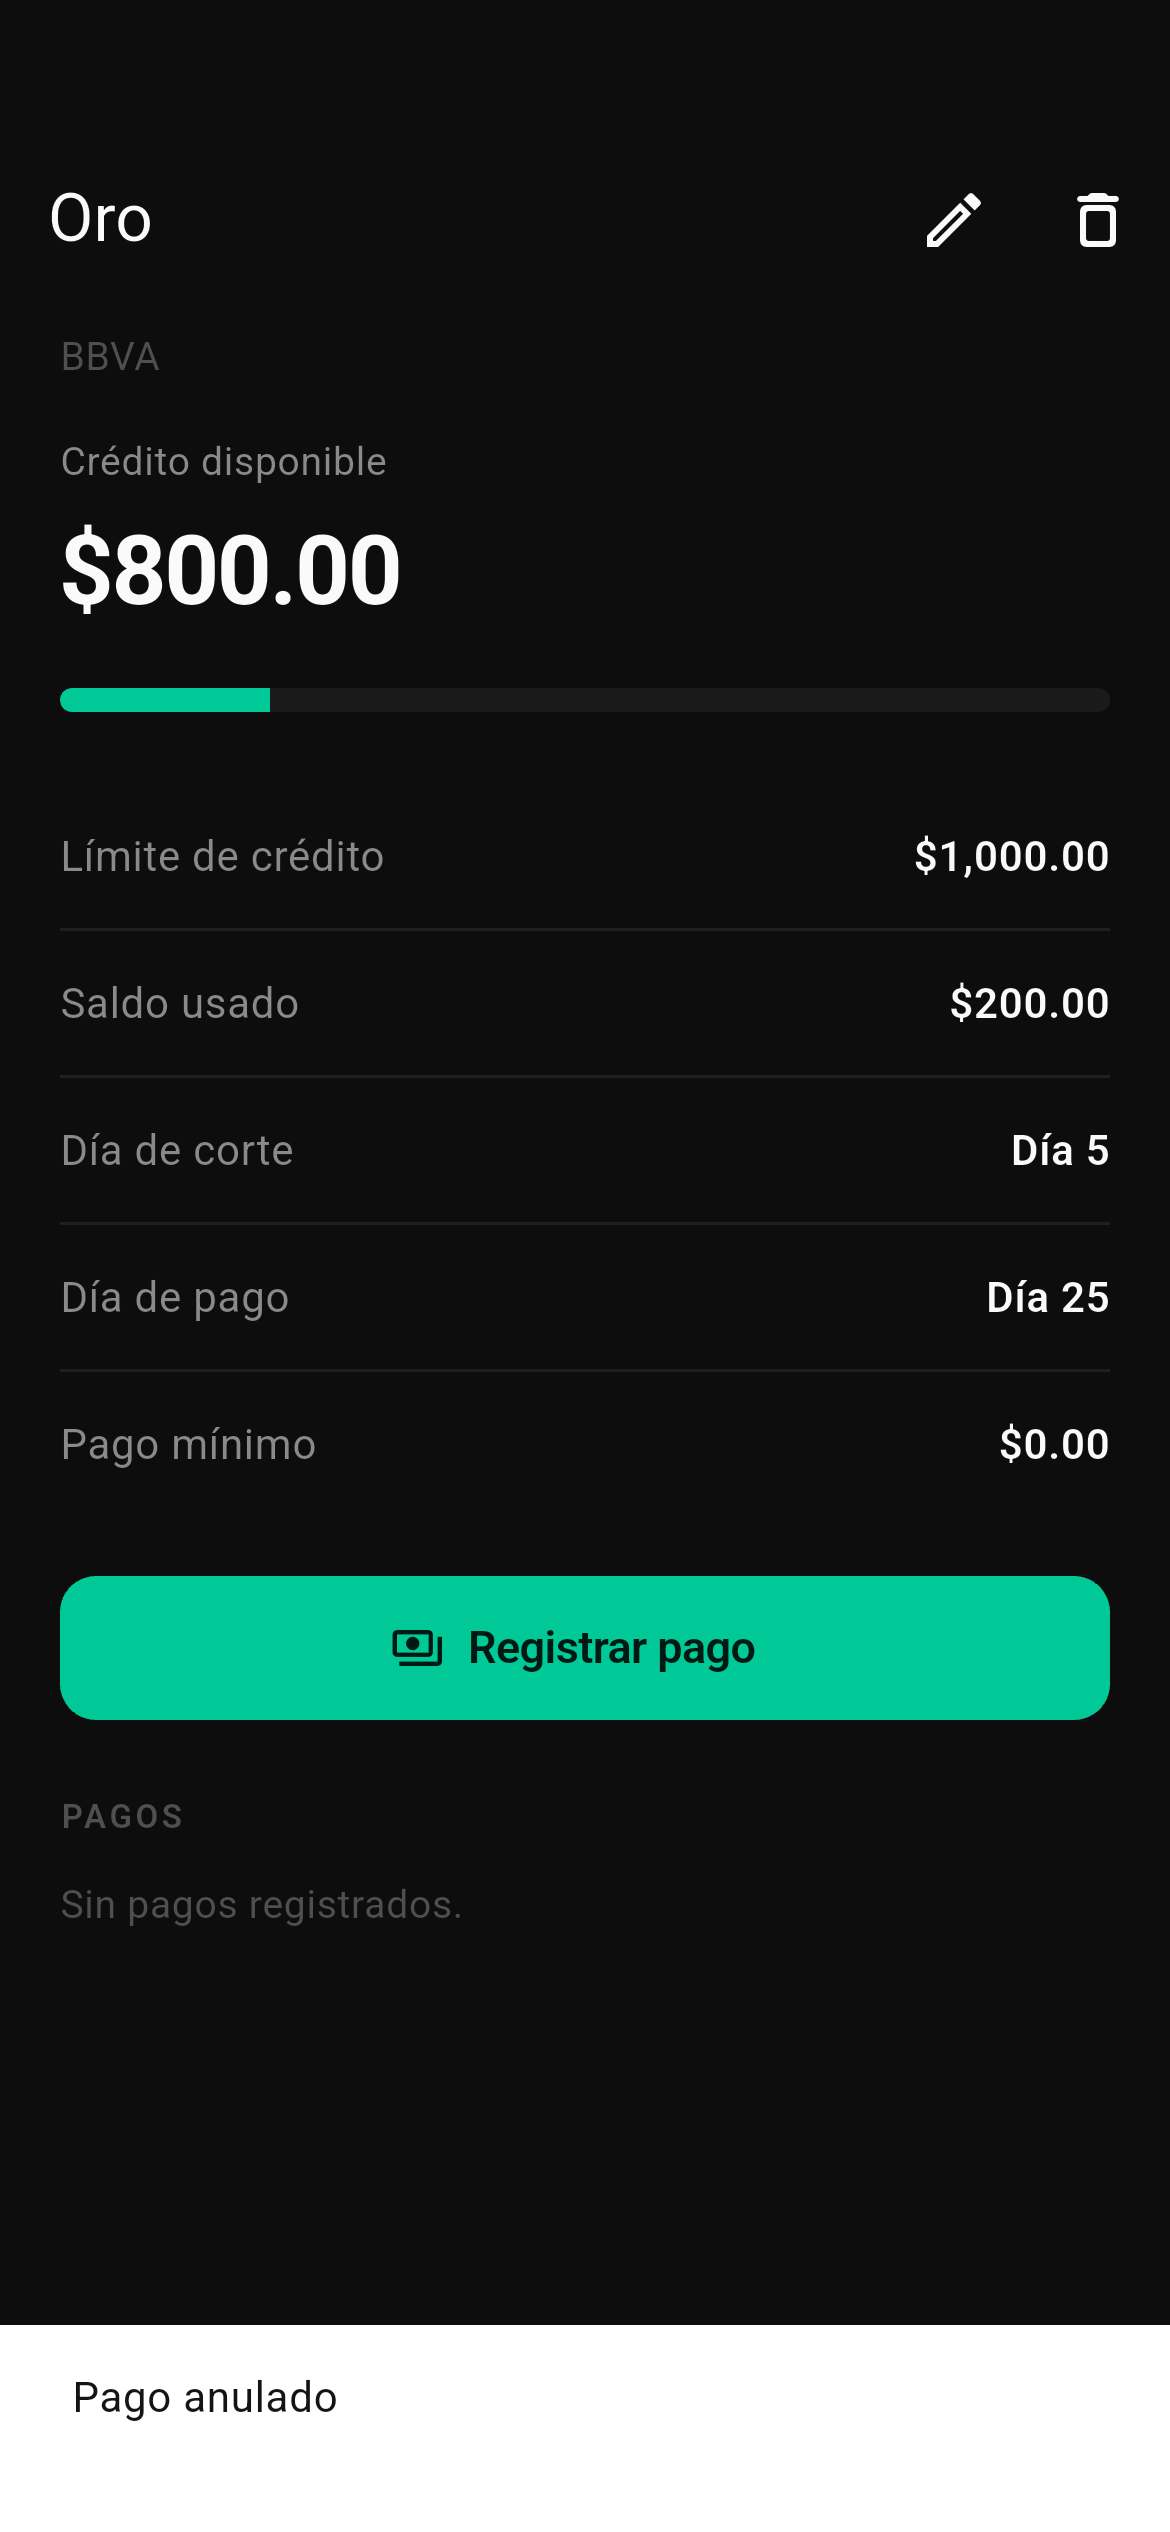 Oro
BBVA
Crédito disponible
$800.00
Límite de crédito $1,000.00
Saldo usado $200.00
Día de corte Día 5
Día de pago Día 25
Pago mínimo $0.00
Registrar pago
PAGOS
Sin pagos registrados.
Pago anulado